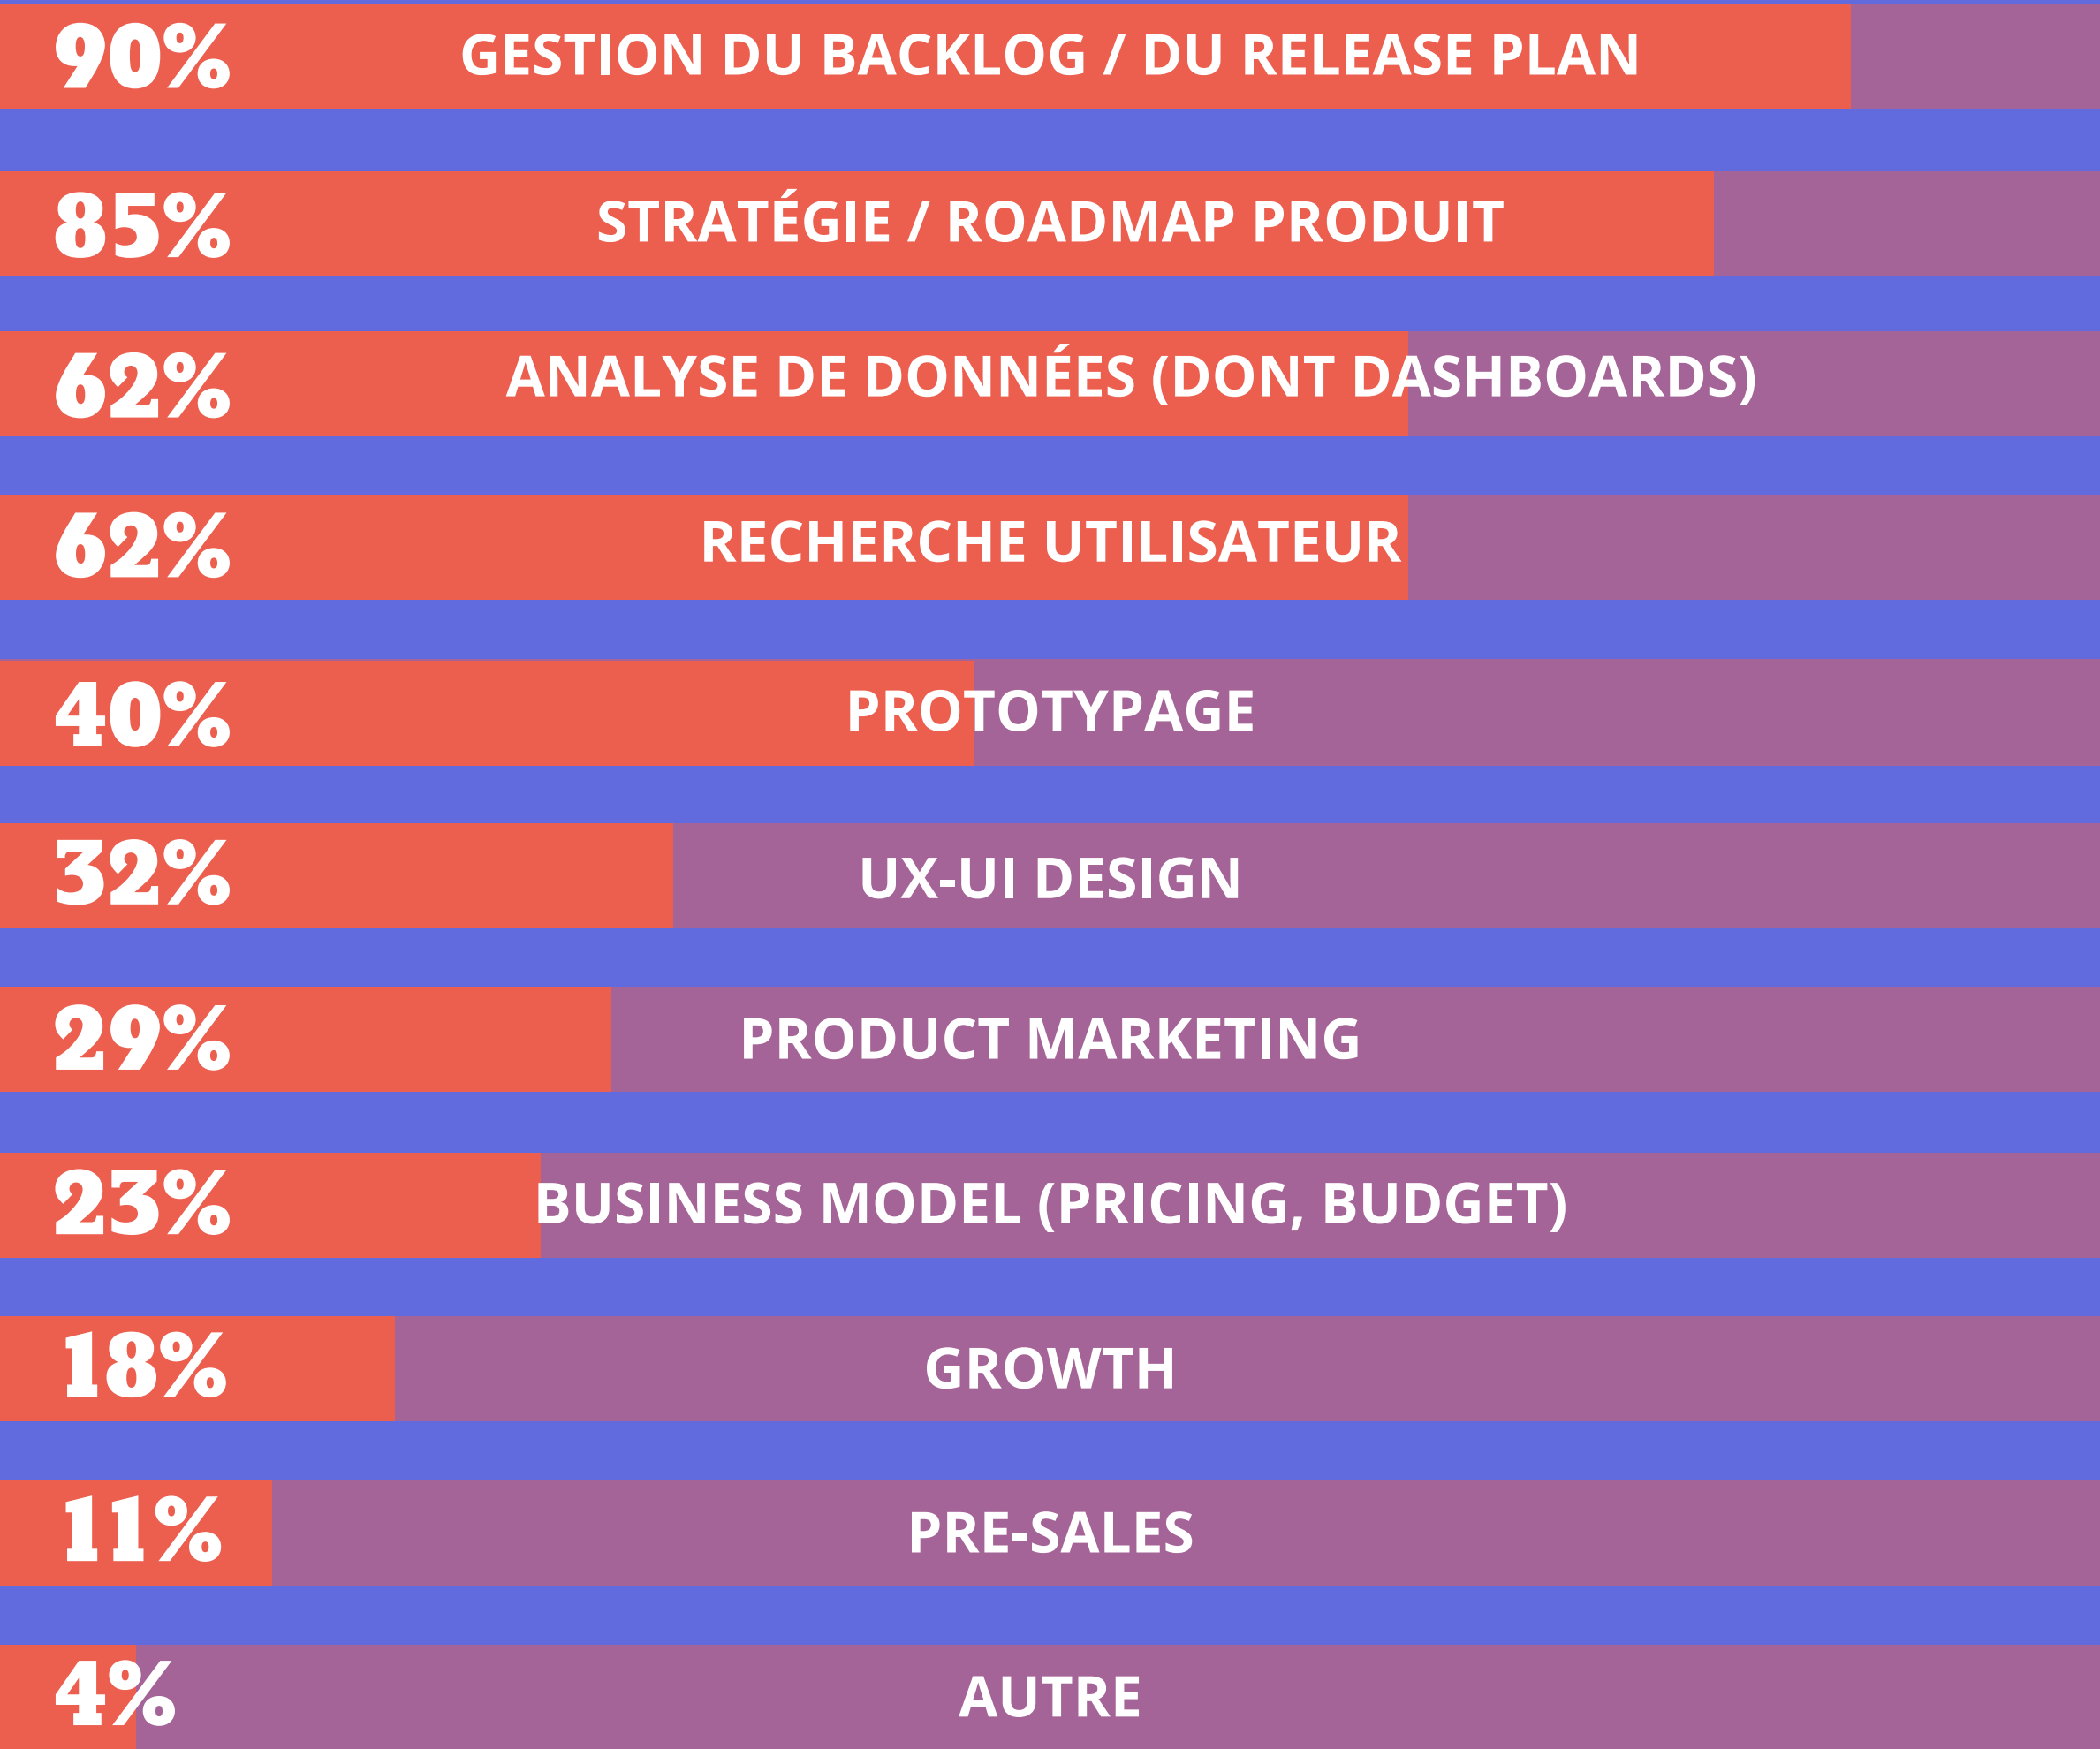 90% GESTION DU BACKLOG / DU RELEASE PLAN
85% STRATÉGIE / ROADMAP PRODUIT
62% ANALYSE DE DONNÉES (DONT DASHBOARDS)
62% RECHERCHE UTILISATEUR
40% PROTOTYPAGE
32% UX-UI DESIGN
29% PRODUCT MARKETING
23% BUSINESS MODEL (PRICING, BUDGET)
18% GROWTH
11% PRE-SALES
4% AUTRE